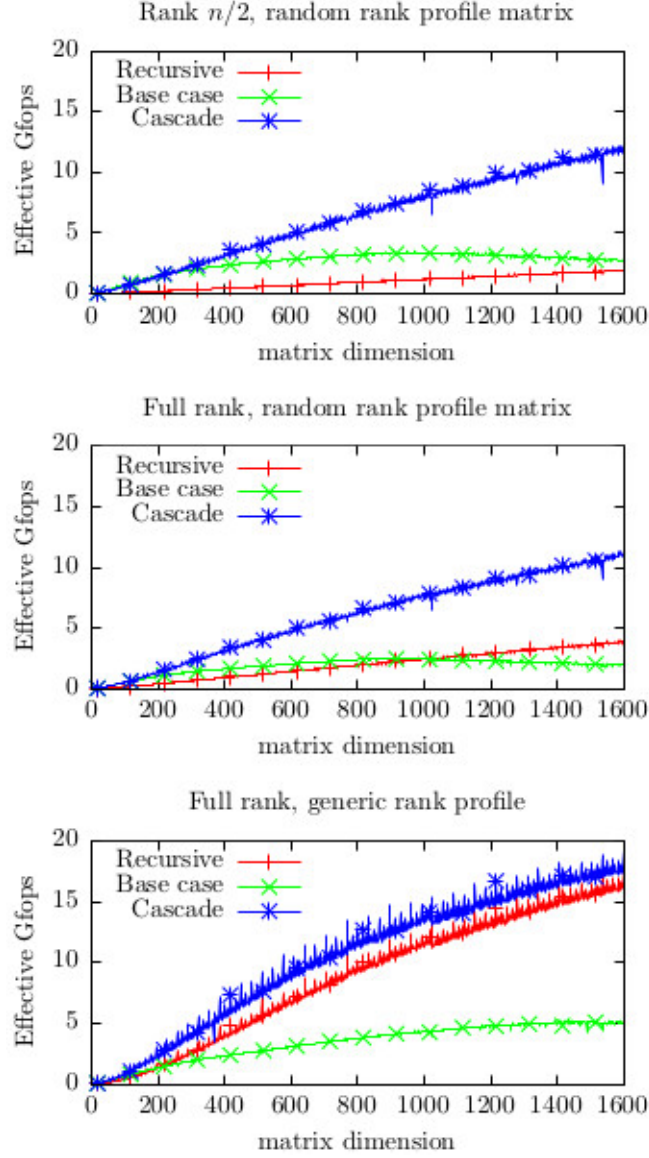 Rank n/2, random rank profile matrix
20
15
10
5
0
Effective Gfops
Recursive
Base case
Cascade
0 200 400 600 800 1000 1200 1400 1600
matrix dimension
Full rank, random rank profile matrix
20
15
10
5
0
Effective Gfops
Recursive
Base case
Cascade
0 200 400 600 800 1000 1200 1400 1600
matrix dimension
Full rank, generic rank profile
20
15
10
5
0
Effective Gfops
Recursive
Base case
Cascade
0 200 400 600 800 1000 1200 1400 1600
matrix dimension